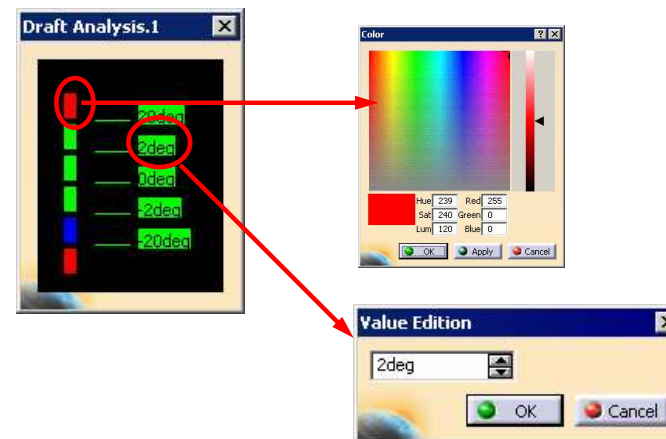 Draft Analysis.1
20deg
2deg
0deg
-2deg
-20deg
Color
Hue 239 Red 255
Sat 240 Green 0
Lum 120 Blue 0
OK Apply Cancel
Value Edition
2deg
OK Cancel